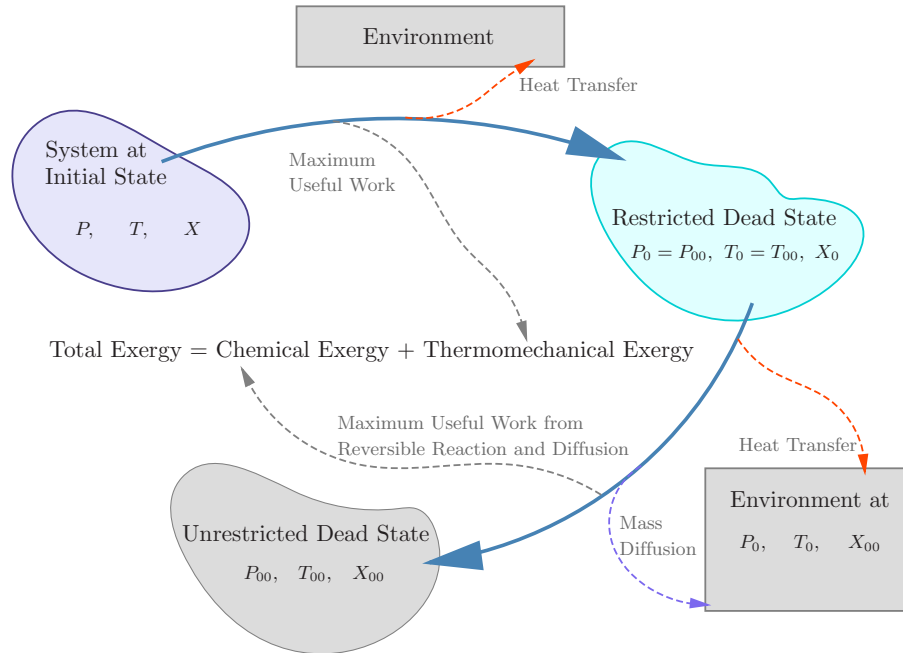 Environment
Heat Transfer
System at
Initial State
P, T, X
Maximum
Useful Work
Restricted Dead State
P₀ = P₀₀, T₀ = T₀₀, X₀
Total Exergy = Chemical Exergy + Thermomechanical Exergy
Maximum Useful Work from
Reversible Reaction and Diffusion
Heat Transfer
Unrestricted Dead State
P₀₀, T₀₀, X₀₀
Mass
Diffusion
Environment at
P₀, T₀, X₀₀